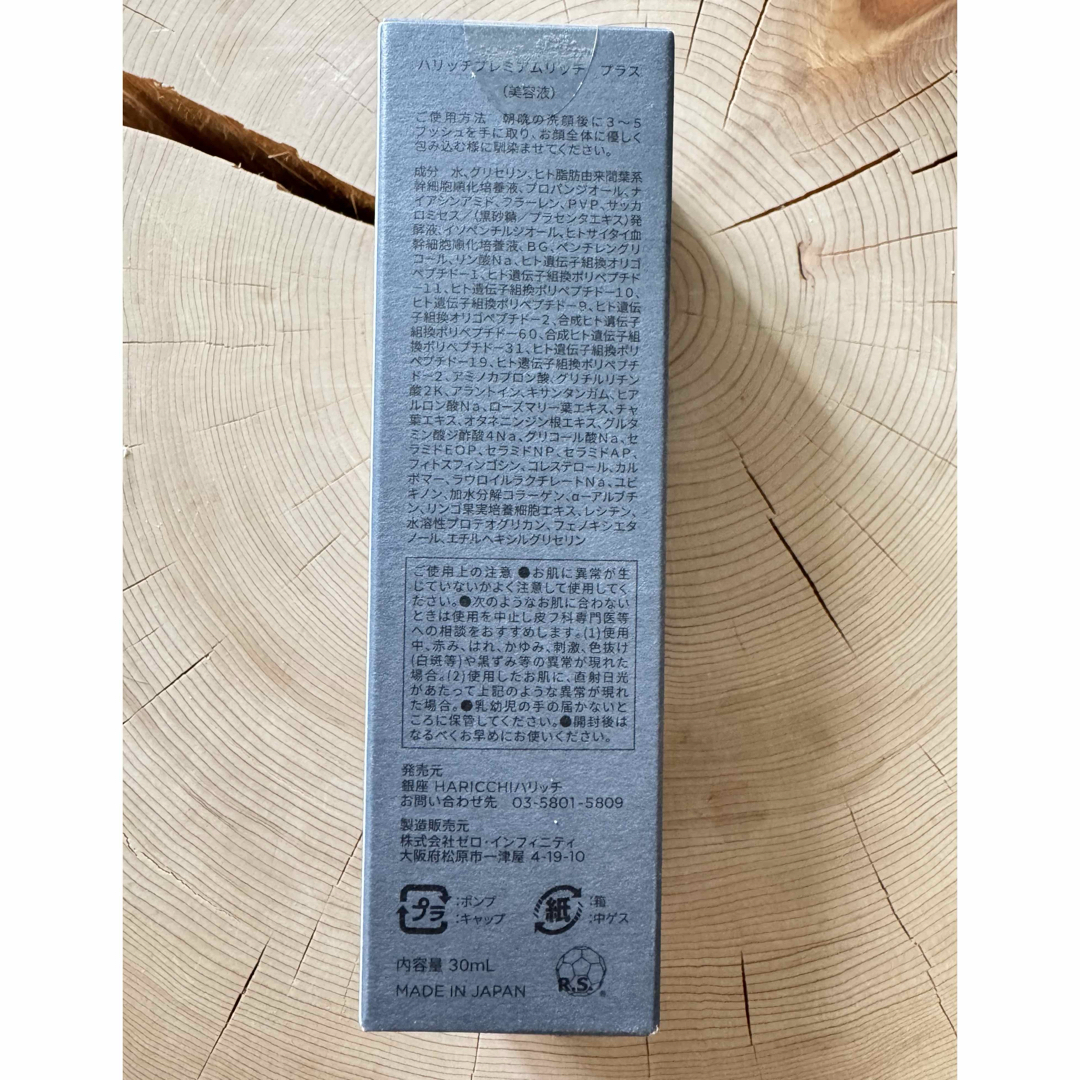 ハリッチプレミアムリッチ プラス
（美容液）
ご使用方法 朝晩の洗顔後に3〜5
プッシュを手に取り、お顔全体に優しく
包み込む様に馴染ませてください。
成分 水、グリセリン、ヒト脂肪由来間葉系
幹細胞順化培養液、プロパンジオール、ナ
イアシンアミド、フラーレン、PVP、サッカ
ロミセス／（黒砂糖／プラセンタエキス）発
酵液、イソペンチルジオール、ヒトサイタイ血
幹細胞順化培養液、BG、ペンチレングリ
コール、リン酸Na、ヒト遺伝子組換オリゴ
ペプチド−1、ヒト遺伝子組換ポリペプチド
−11、ヒト遺伝子組換ポリペプチド−10、
ヒト遺伝子組換ポリペプチド−9、ヒト遺伝
子組換オリゴペプチド−2、合成ヒト遺伝子
組換ポリペプチド−60、合成ヒト遺伝子組
換ポリペプチド−31、ヒト遺伝子組換ポリ
ペプチド−19、ヒト遺伝子組換ポリペプチ
ド−2、アミノカプロン酸、グリチルリチン
酸2K、アラントイン、キサンタンガム、ヒア
ルロン酸Na、ローズマリー葉エキス、チャ
葉エキス、オタネニンジン根エキス、グルタ
ミン酸ジ酢酸4Na、グリコール酸Na、セ
ラミドEOP、セラミドNP、セラミドAP、
フィトスフィンゴシン、コレステロール、カル
ボマー、ラウロイルラクチレートNa、ユビ
キノン、加水分解コラーゲン、α−アルブチ
ン、リンゴ果実培養細胞エキス、レシチン、
水溶性プロテオグリカン、フェノキシエタ
ノール、エチルヘキシルグリセリン
ご使用上の注意 ●お肌に異常が生
じていないかよく注意して使用してく
ださい。●次のようなお肌に合わない
ときは使用を中止し皮フ科専門医等
への相談をおすすめします。(1)使用
中、赤み、はれ、かゆみ、刺激、色抜け
(白斑等)や黒ずみ等の異常が現れた
場合。(2)使用したお肌に、直射日光
があたって上記のような異常が現れ
た場合。●乳幼児の手の届かないと
ころに保管してください。●開封後は
なるべくお早めにお使いください。
発売元
銀座 HARICCHIハリッチ
お問い合わせ先 03-5801-5809
製造販売元
株式会社ゼロ・インフィニティ
大阪府松原市一津屋 4-19-10
プラ :ポンプ :キャップ
紙 :箱 :中ゲス
内容量 30mL
MADE IN JAPAN
R.S.®